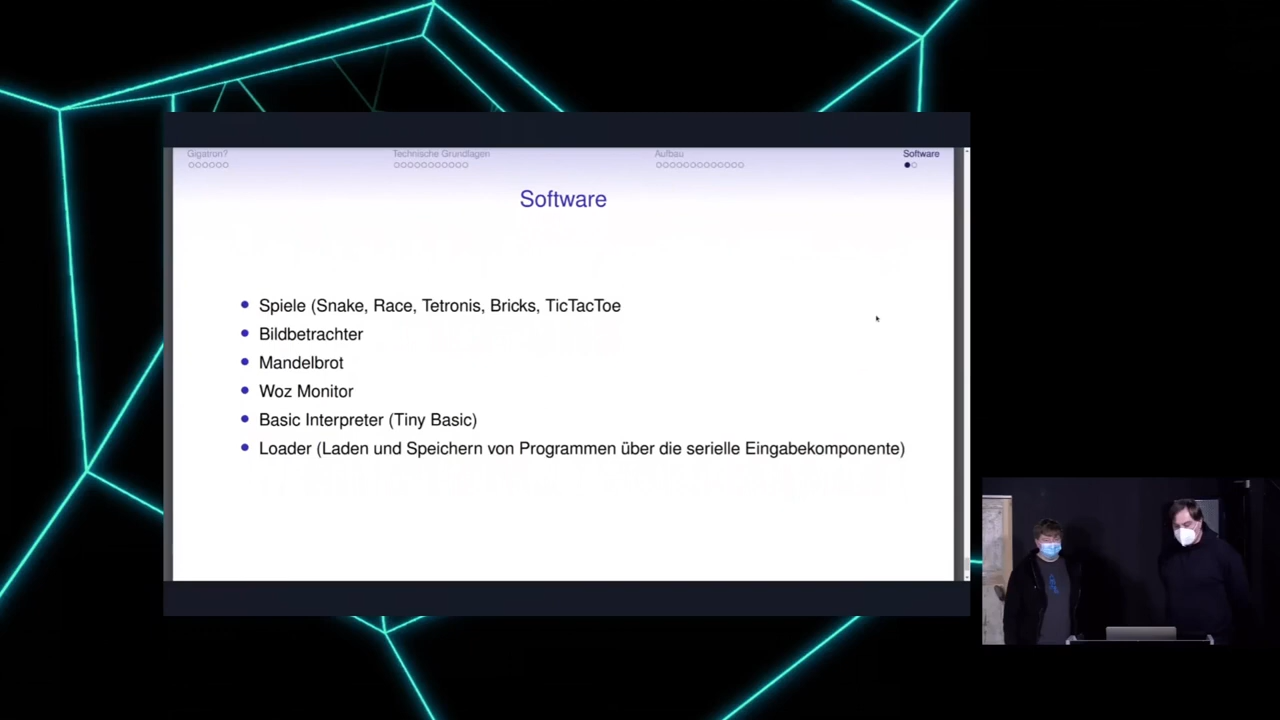 Gigatron?
Technische Grundlagen
Aufbau
Software
Software
Spiele (Snake, Race, Tetronis, Bricks, TicTacToe
Bildbetrachter
Mandelbrot
Woz Monitor
Basic Interpreter (Tiny Basic)
Loader (Laden und Speichern von Programmen über die serielle Eingabekomponente)